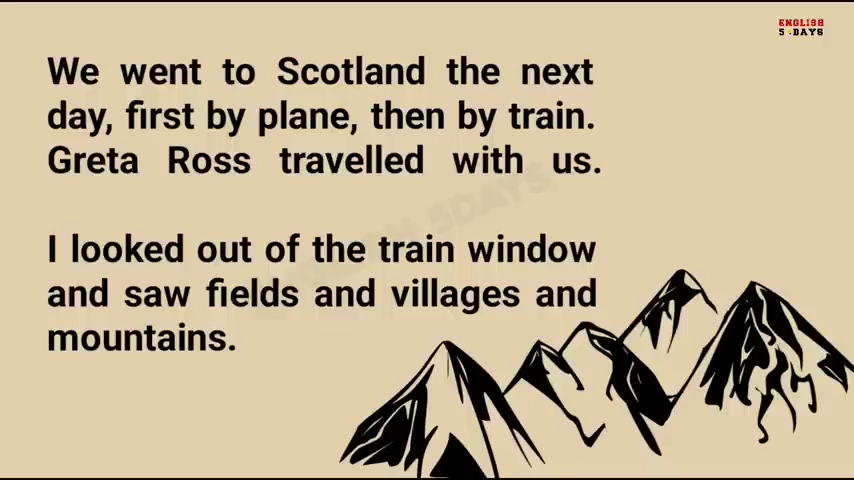 ENGLISH
5 DAYS
We went to Scotland the next
day, first by plane, then by train.
Greta Ross travelled with us.
I looked out of the train window
and saw fields and villages and
mountains.